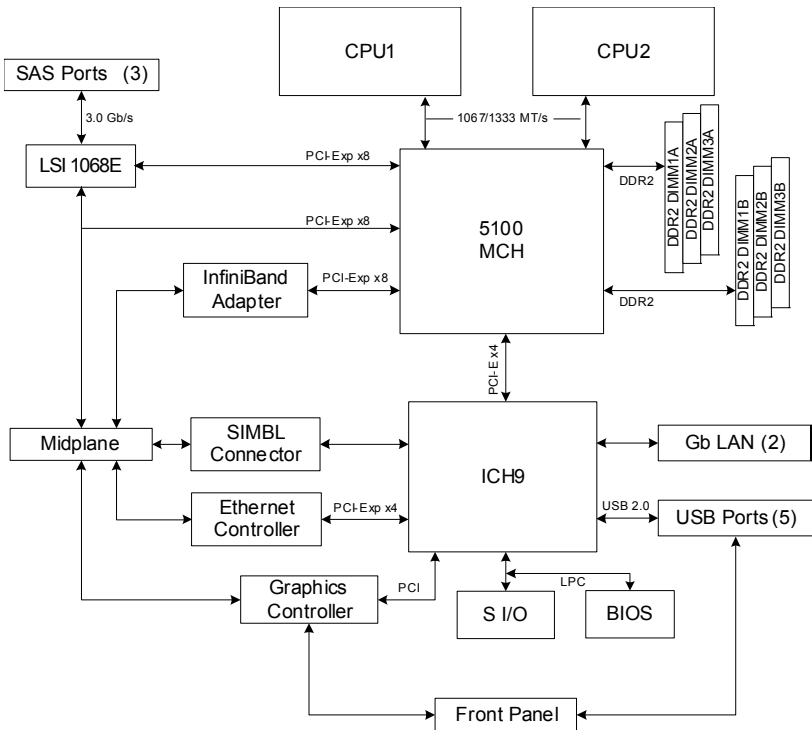 CPU1
CPU2
SAS Ports (3)
3.0 Gb/s
1067/1333 MT/s
LSI 1068E
PCI-Exp x8
DDR2
DDR2 DIMM1A
DDR2 DIMM2A
DDR2 DIMM3A
PCI-Exp x8
5100
MCH
DDR2 DIMM1B
DDR2 DIMM2B
DDR2 DIMM3B
InfiniBand
Adapter
PCI-Exp x8
DDR2
PCI-E x4
Midplane
SIMBL
Connector
ICH9
Gb LAN (2)
Ethernet
Controller
PCI-Exp x4
USB 2.0
USB Ports (5)
Graphics
Controller
PCI
LPC
S I/O
BIOS
Front Panel